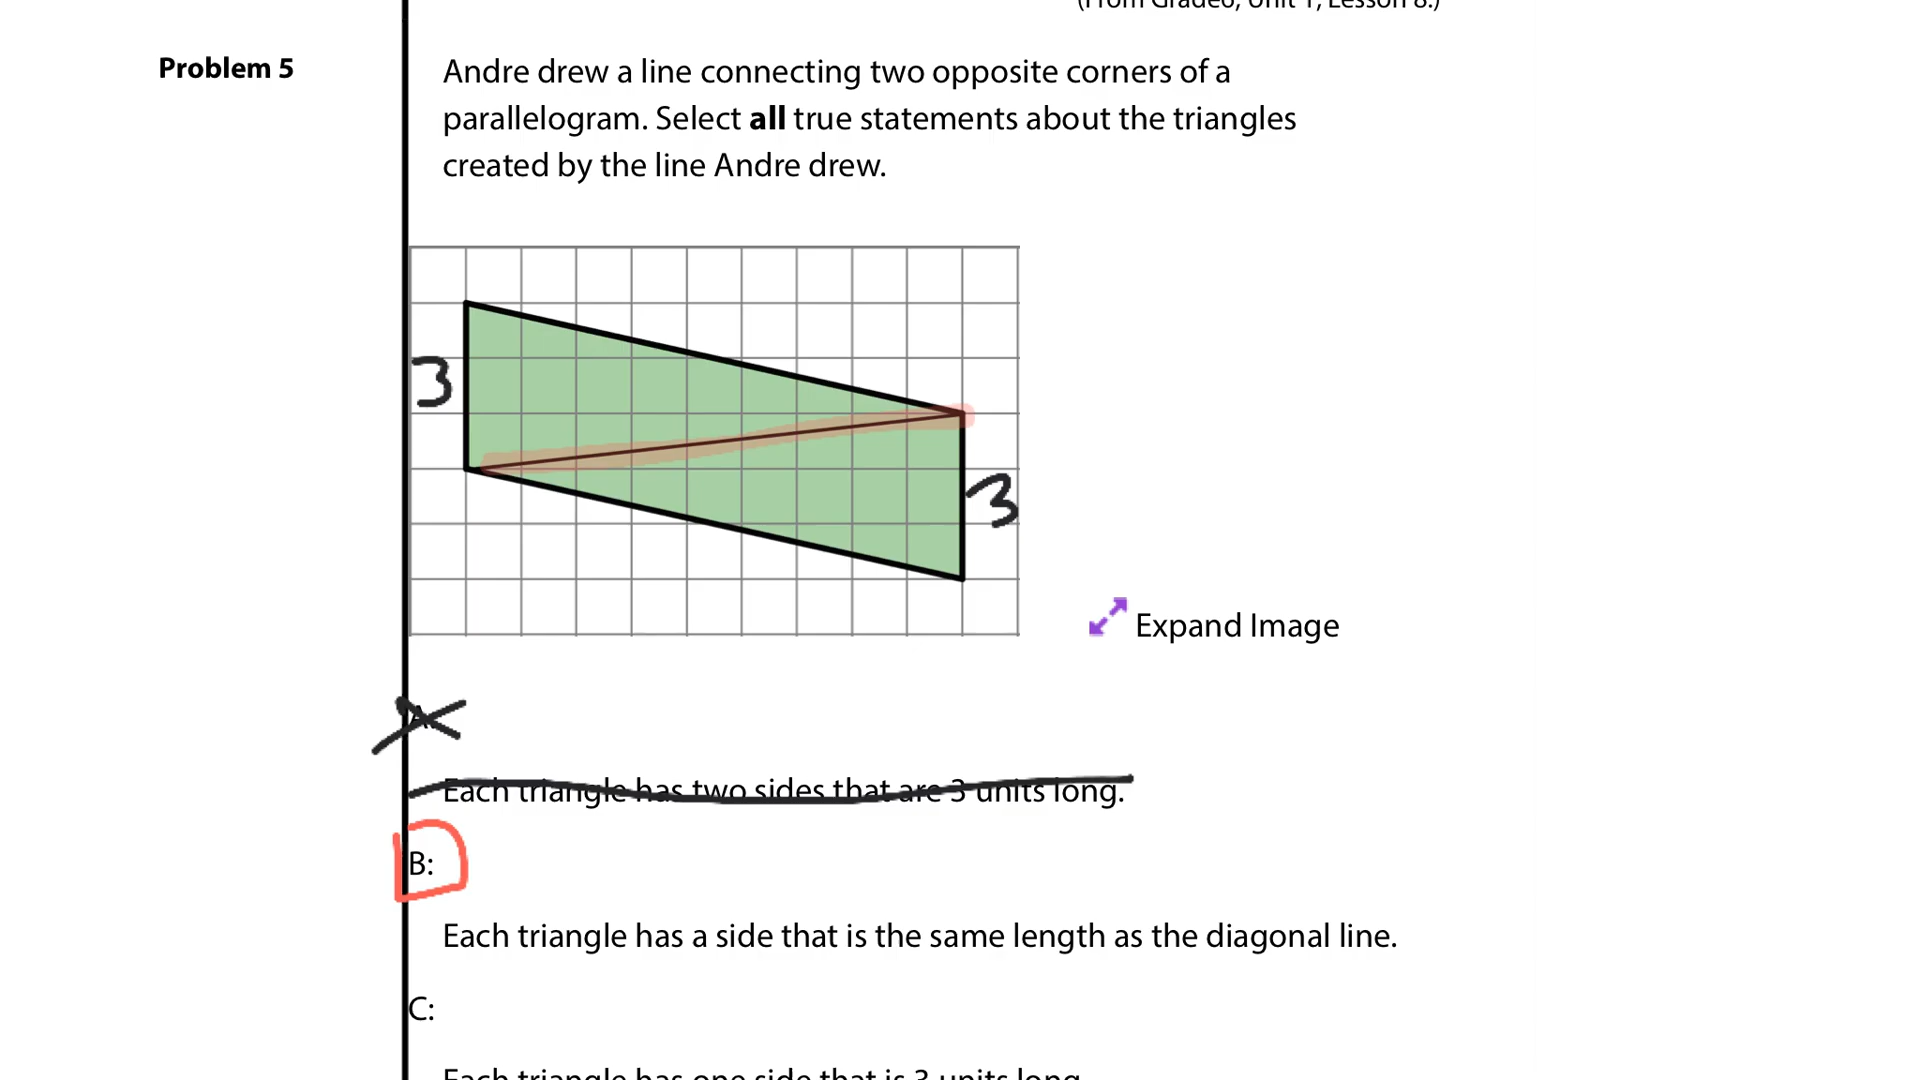 (From Grade6, Unit 1, Lesson 8.)
Problem 5
Andre drew a line connecting two opposite corners of a
parallelogram. Select all true statements about the triangles
created by the line Andre drew.
3
3
Expand Image
A:
Each triangle has two sides that are 3 units long.
B:
Each triangle has a side that is the same length as the diagonal line.
C:
Each triangle has one side that is 3 units long.